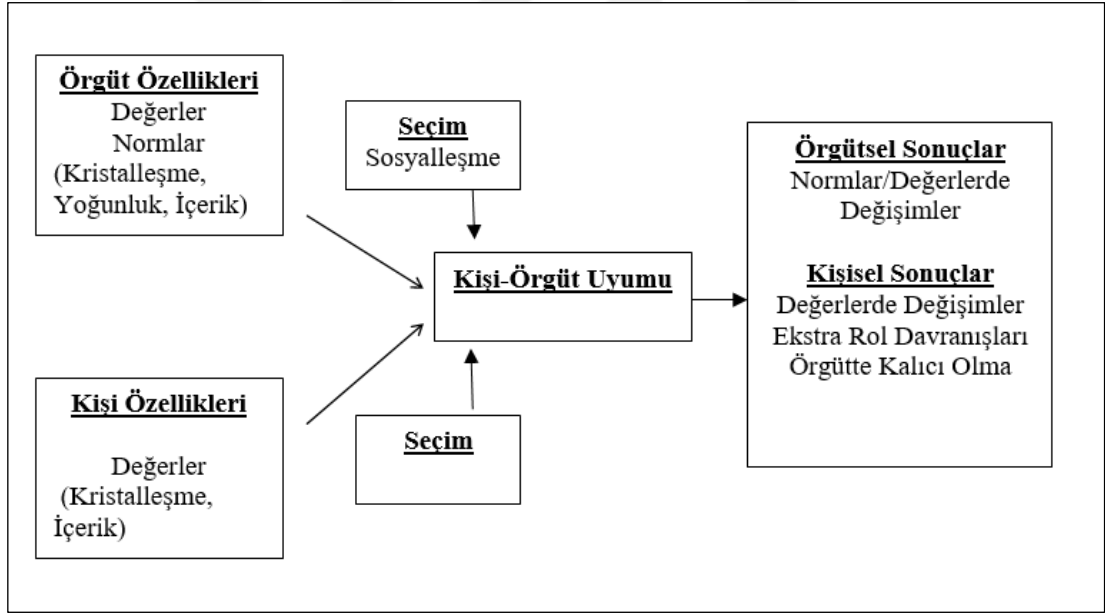 Örgüt Özellikleri
Değerler
Normlar
(Kristalleşme,
Yoğunluk, İçerik)
Seçim
Sosyalleşme
Kişi-Örgüt Uyumu
Örgütsel Sonuçlar
Normlar/Değerlerde
Değişimler
Kişisel Sonuçlar
Değerlerde Değişimler
Ekstra Rol Davranışları
Örgütte Kalıcı Olma
Kişi Özellikleri
Değerler
(Kristalleşme,
İçerik)
Seçim